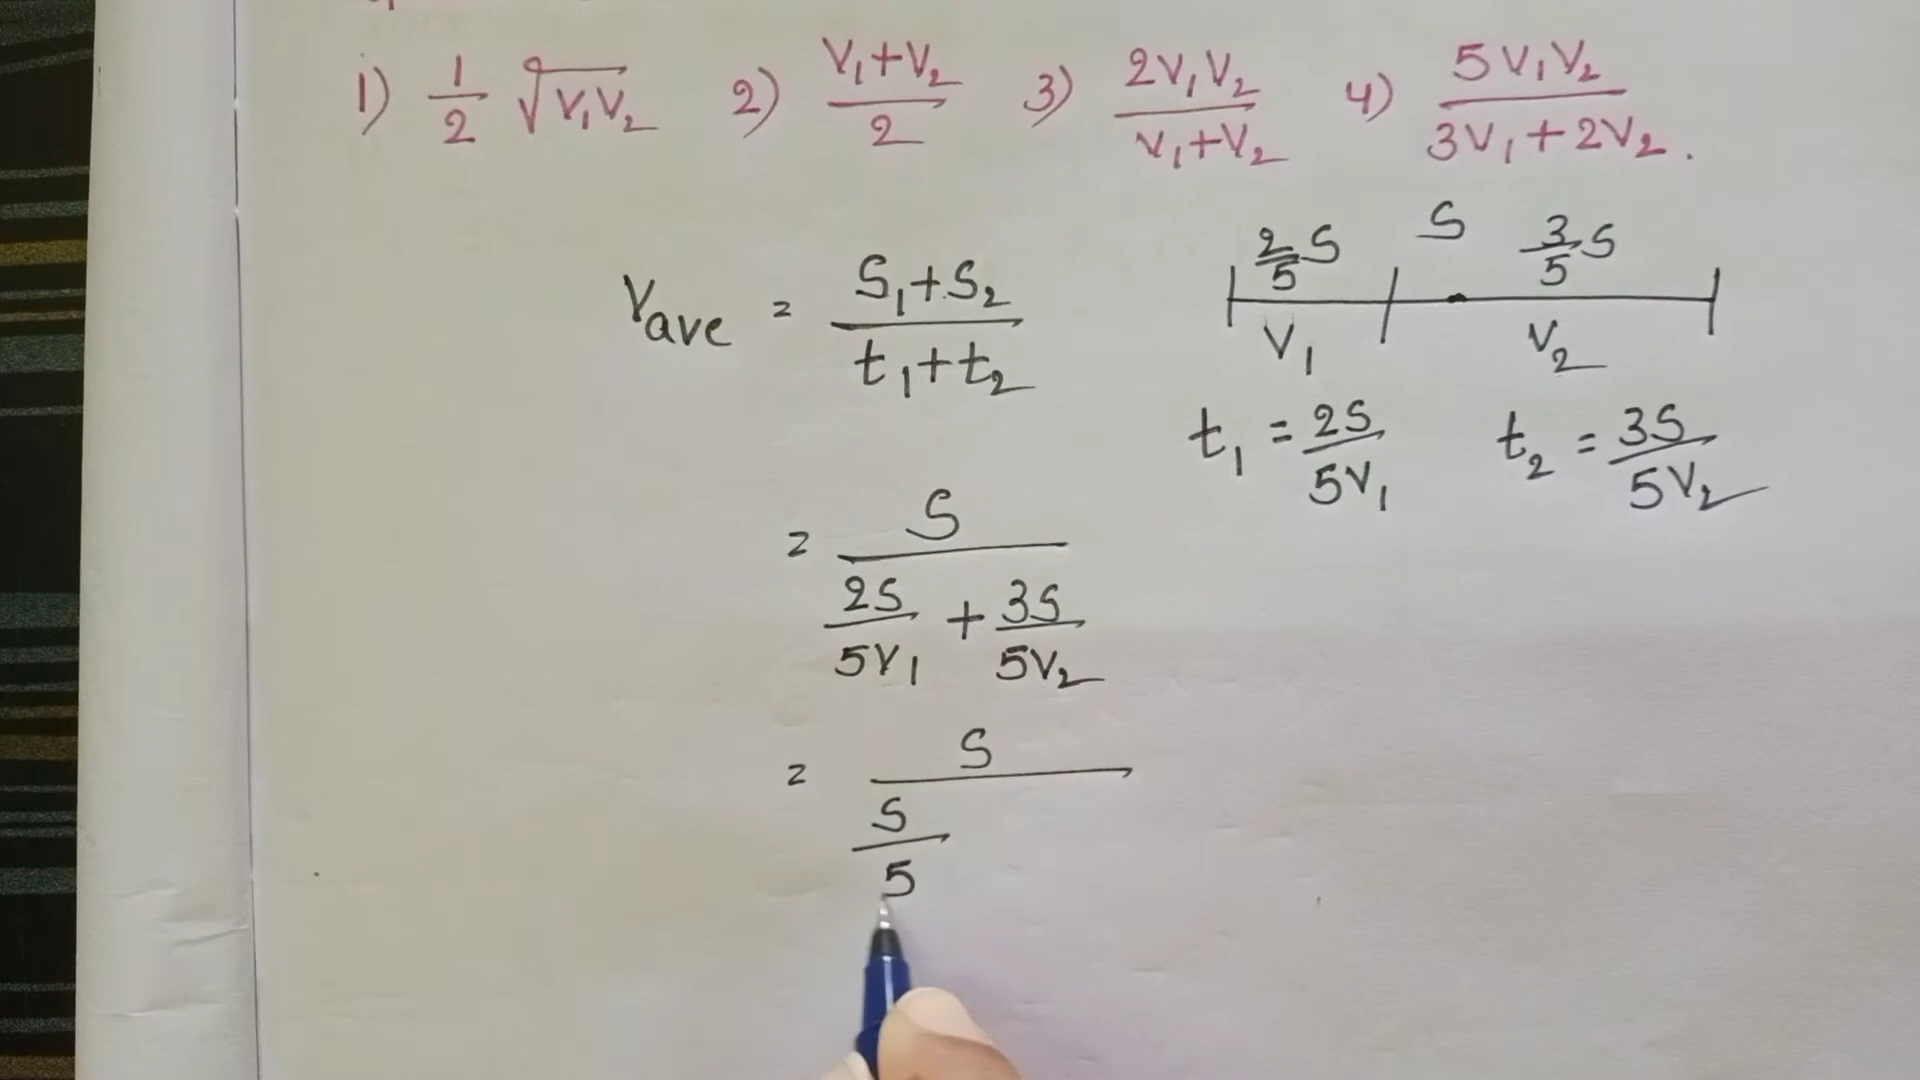 1) 1/2 √V₁V₂ 2) V₁+V₂/2 3) 2V₁V₂/V₁+V₂ 4) 5V₁V₂/3V₁+2V₂.
2/5 S S 3/5 S
V₁ V₂
Vave = S₁+S₂/t₁+t₂
t₁ = 2S/5V₁ t₂ = 3S/5V₂
= S/2S/5V₁ + 3S/5V₂
= S/S/5